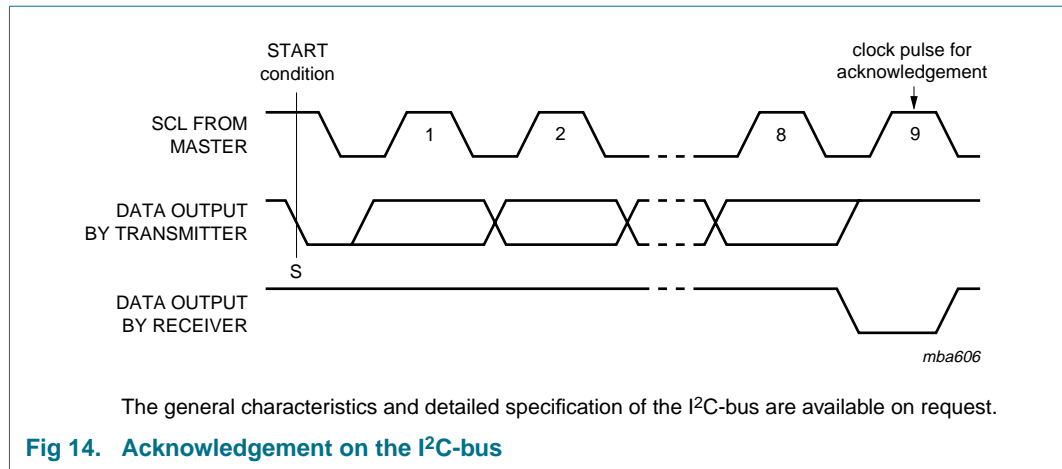 START
condition
clock pulse for
acknowledgement
SCL FROM
MASTER
1
2
8
9
DATA OUTPUT
BY TRANSMITTER
S
DATA OUTPUT
BY RECEIVER
mba606
The general characteristics and detailed specification of the I²C-bus are available on request.
Fig 14. Acknowledgement on the I²C-bus